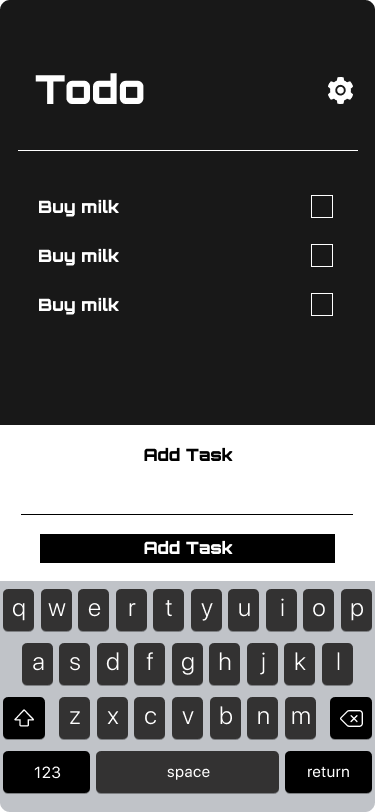 Todo
Buy milk
Buy milk
Buy milk
Add Task
Add Task
q w e r t y u i o p
a s d f g h j k l
z x c v b n m
123 space return